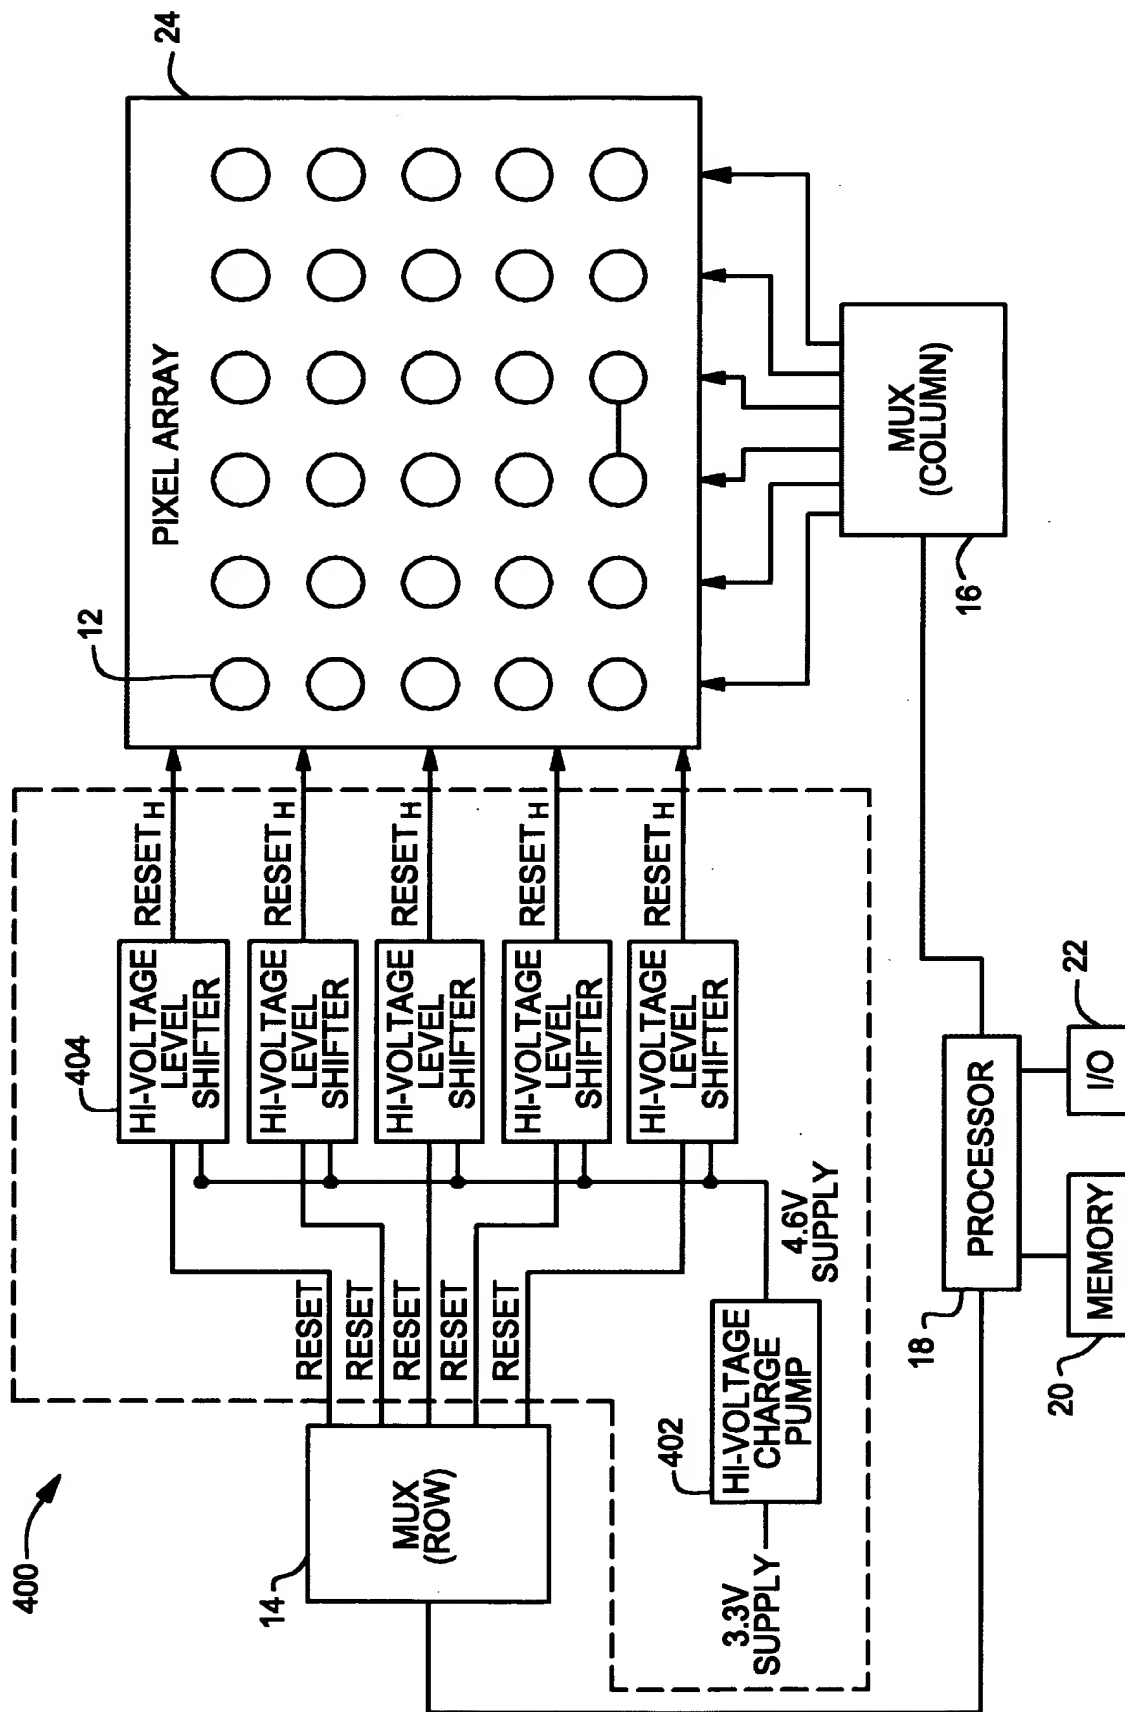 400
14
MUX
(ROW)
RESET
RESET
RESET
RESET
RESET
3.3V
SUPPLY
402
HI-VOLTAGE
CHARGE
PUMP
4.6V
SUPPLY
404
HI-VOLTAGE
LEVEL
SHIFTER
HI-VOLTAGE
LEVEL
SHIFTER
HI-VOLTAGE
LEVEL
SHIFTER
HI-VOLTAGE
LEVEL
SHIFTER
HI-VOLTAGE
LEVEL
SHIFTER
RESET H
RESET H
RESET H
RESET H
RESET H
12
PIXEL ARRAY
24
MUX
(COLUMN)
16
18
PROCESSOR
20
MEMORY
I/O
22